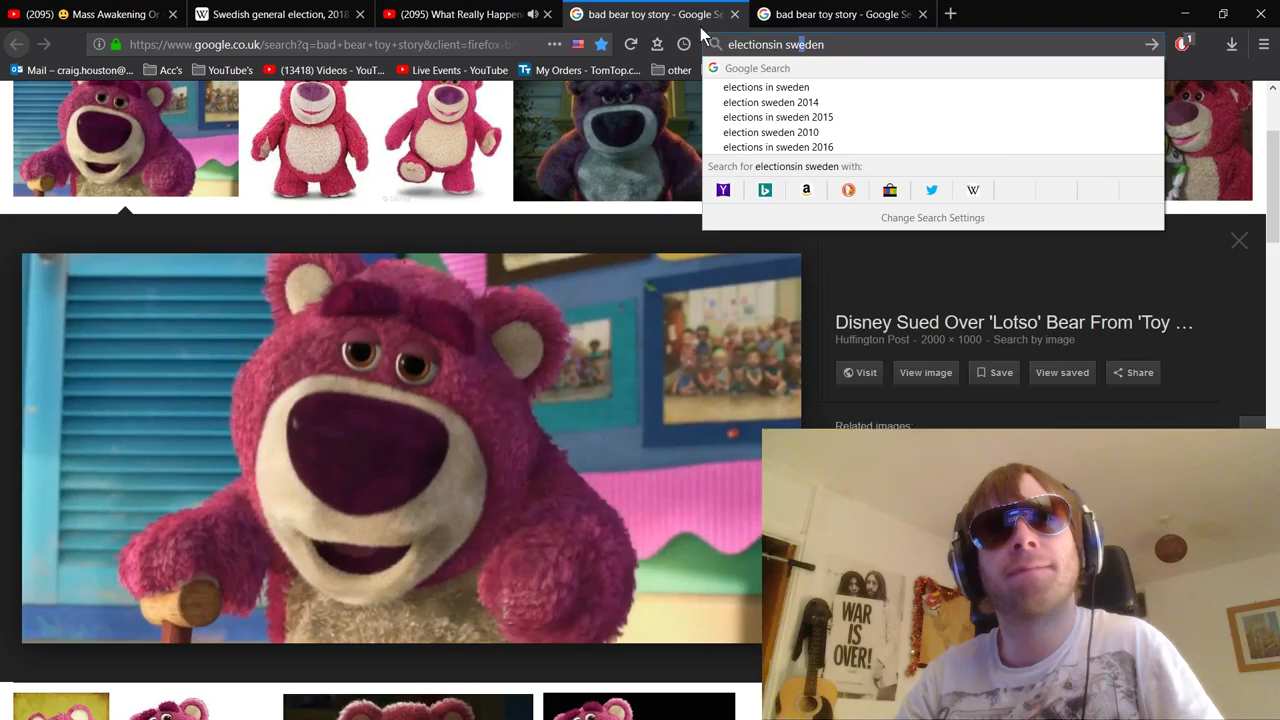 (2095) 😃 Mass Awakening Or
Swedish general election, 2018
(2095) What Really Happen
bad bear toy story - Google Se
bad bear toy story - Google Se
https://www.google.co.uk/search?q=bad+bear+toy+story&client=firefox-b
electionsin sweden
1
Mail – craig.houston@...
Acc's
YouTube's
(13418) Videos - YouT...
Live Events - YouTube
My Orders - TomTop.c...
other
Google Search
elections in sweden
election sweden 2014
elections in sweden 2015
election sweden 2010
elections in sweden 2016
Search for electionsin sweden with:
Change Search Settings
Disney Sued Over 'Lotso' Bear From 'Toy …
Huffington Post - 2000 × 1000 - Search by image
Visit
View image
Save
View saved
Share
Related images:
WAR
IS
OVER!